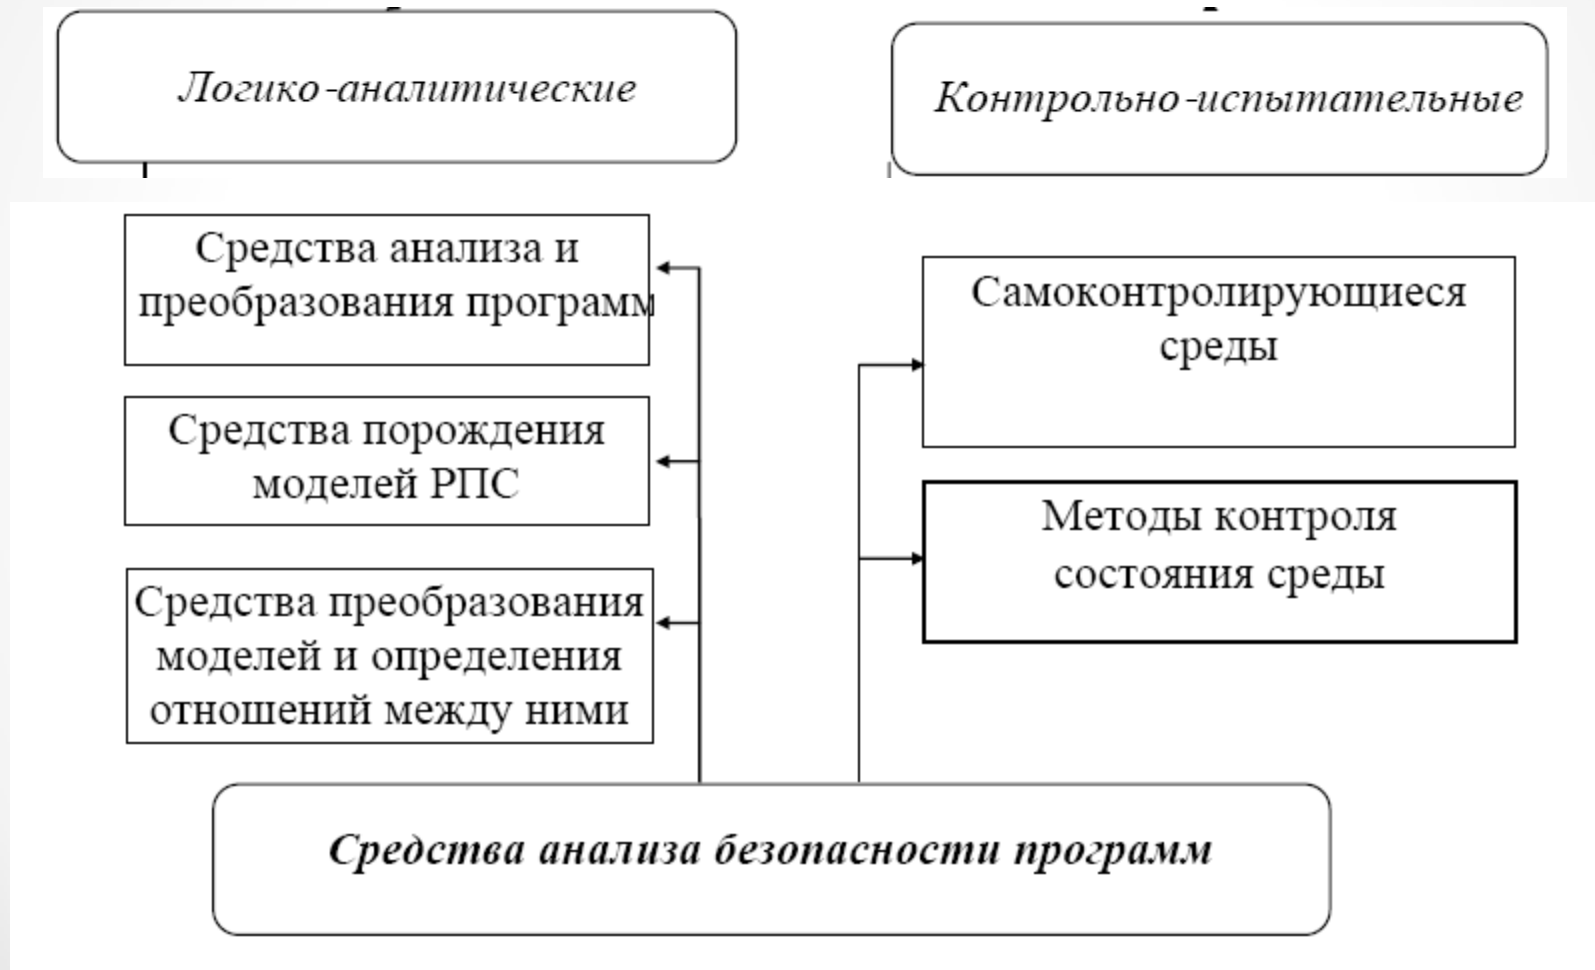 Логико-аналитические
Контрольно-испытательные
Средства анализа и
преобразования программ
Средства порождения
моделей РПС
Средства преобразования
моделей и определения
отношений между ними
Самоконтролирующиеся
среды
Методы контроля
состояния среды
Средства анализа безопасности программ